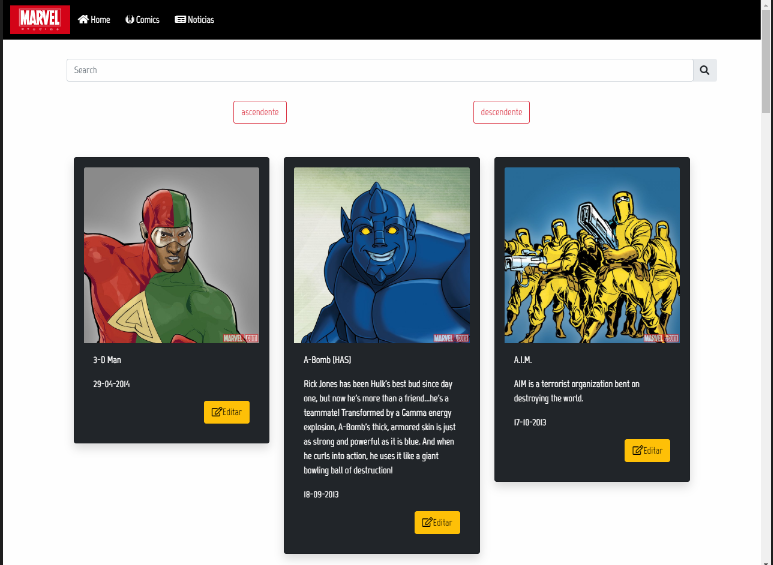 MARVEL
STUDIOS
Home
Comics
Noticias
Search
ascendente
descendente
MARVEL
3-D Man
29-04-2014
Editar
MARVEL
A-Bomb (HAS)
Rick Jones has been Hulk's best bud since day
one, but now he's more than a friend...he's a
teammate! Transformed by a Gamma energy
explosion, A-Bomb's thick, armored skin is just
as strong and powerful as it is blue. And when
he curls into action, he uses it like a giant
bowling ball of destruction!
18-09-2013
Editar
MARVEL
A.I.M.
AIM is a terrorist organization bent on
destroying the world.
17-10-2013
Editar